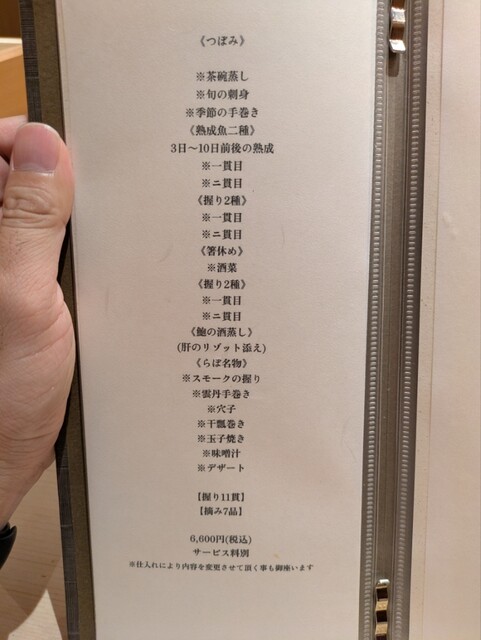 《つぼみ》
※茶碗蒸し
※旬の刺身
※季節の手巻き
《熟成魚二種》
3日～10日前後の熟成
※一貫目
※二貫目
《握り2種》
※一貫目
※二貫目
《箸休め》
※酒菜
《握り2種》
※一貫目
※二貫目
《鮑の酒蒸し》
(肝のリゾット添え)
《らぼ名物》
※スモークの握り
※雲丹手巻き
※穴子
※干瓢巻き
※玉子焼き
※味噌汁
※デザート
【握り11貫】
【摘み7品】
6,600円(税込)
サービス料別
※仕入れにより内容を変更させて頂く事も御座います